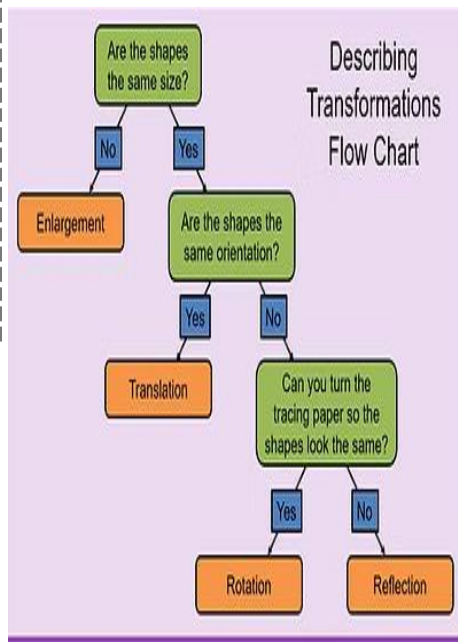 Describing
Transformations
Flow Chart
Are the shapes
the same size?
No
Yes
Enlargement
Are the shapes the
same orientation?
Yes
No
Translation
Can you turn the
tracing paper so the
shapes look the same?
Yes
No
Rotation
Reflection